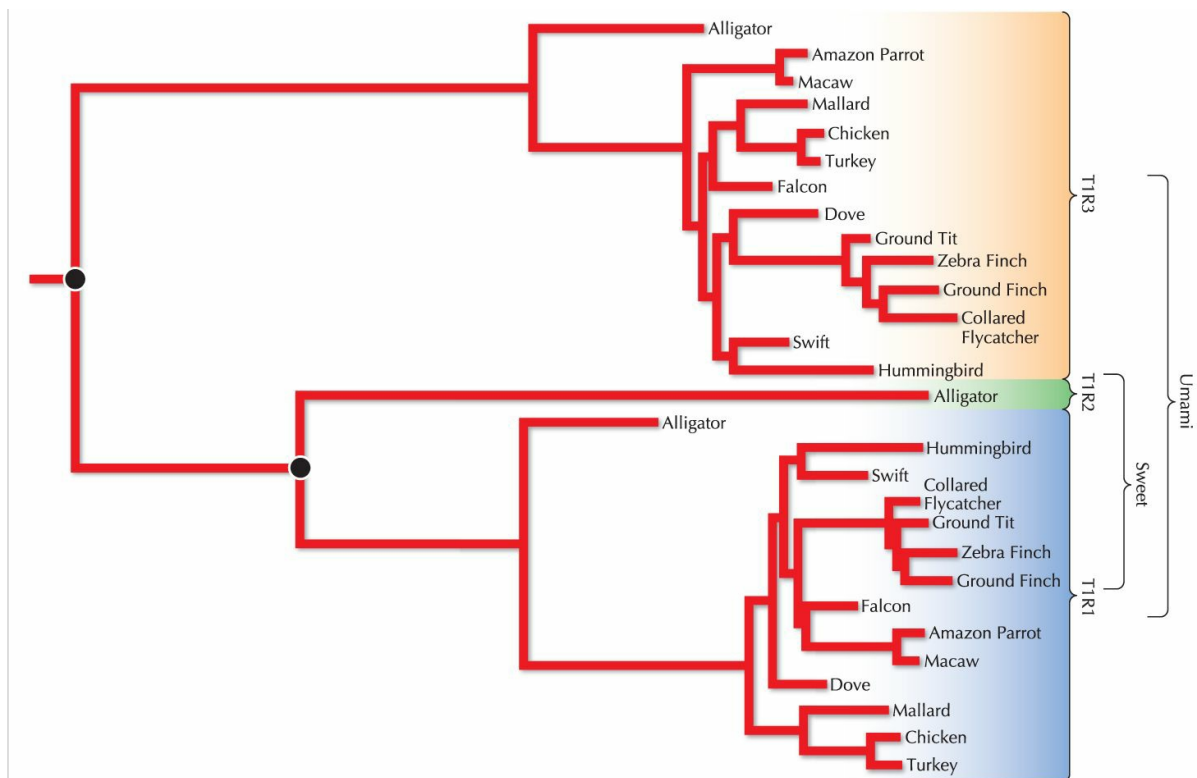 Alligator
Amazon Parrot
Macaw
Mallard
Chicken
Turkey
Falcon
Dove
Ground Tit
Zebra Finch
Ground Finch
Collared
Flycatcher
Swift
Hummingbird
Alligator
Alligator
Hummingbird
Swift
Collared
Flycatcher
Ground Tit
Zebra Finch
Ground Finch
Falcon
Amazon Parrot
Macaw
Dove
Mallard
Chicken
Turkey
T1R3
T1R2
T1R1
Sweet
Umami